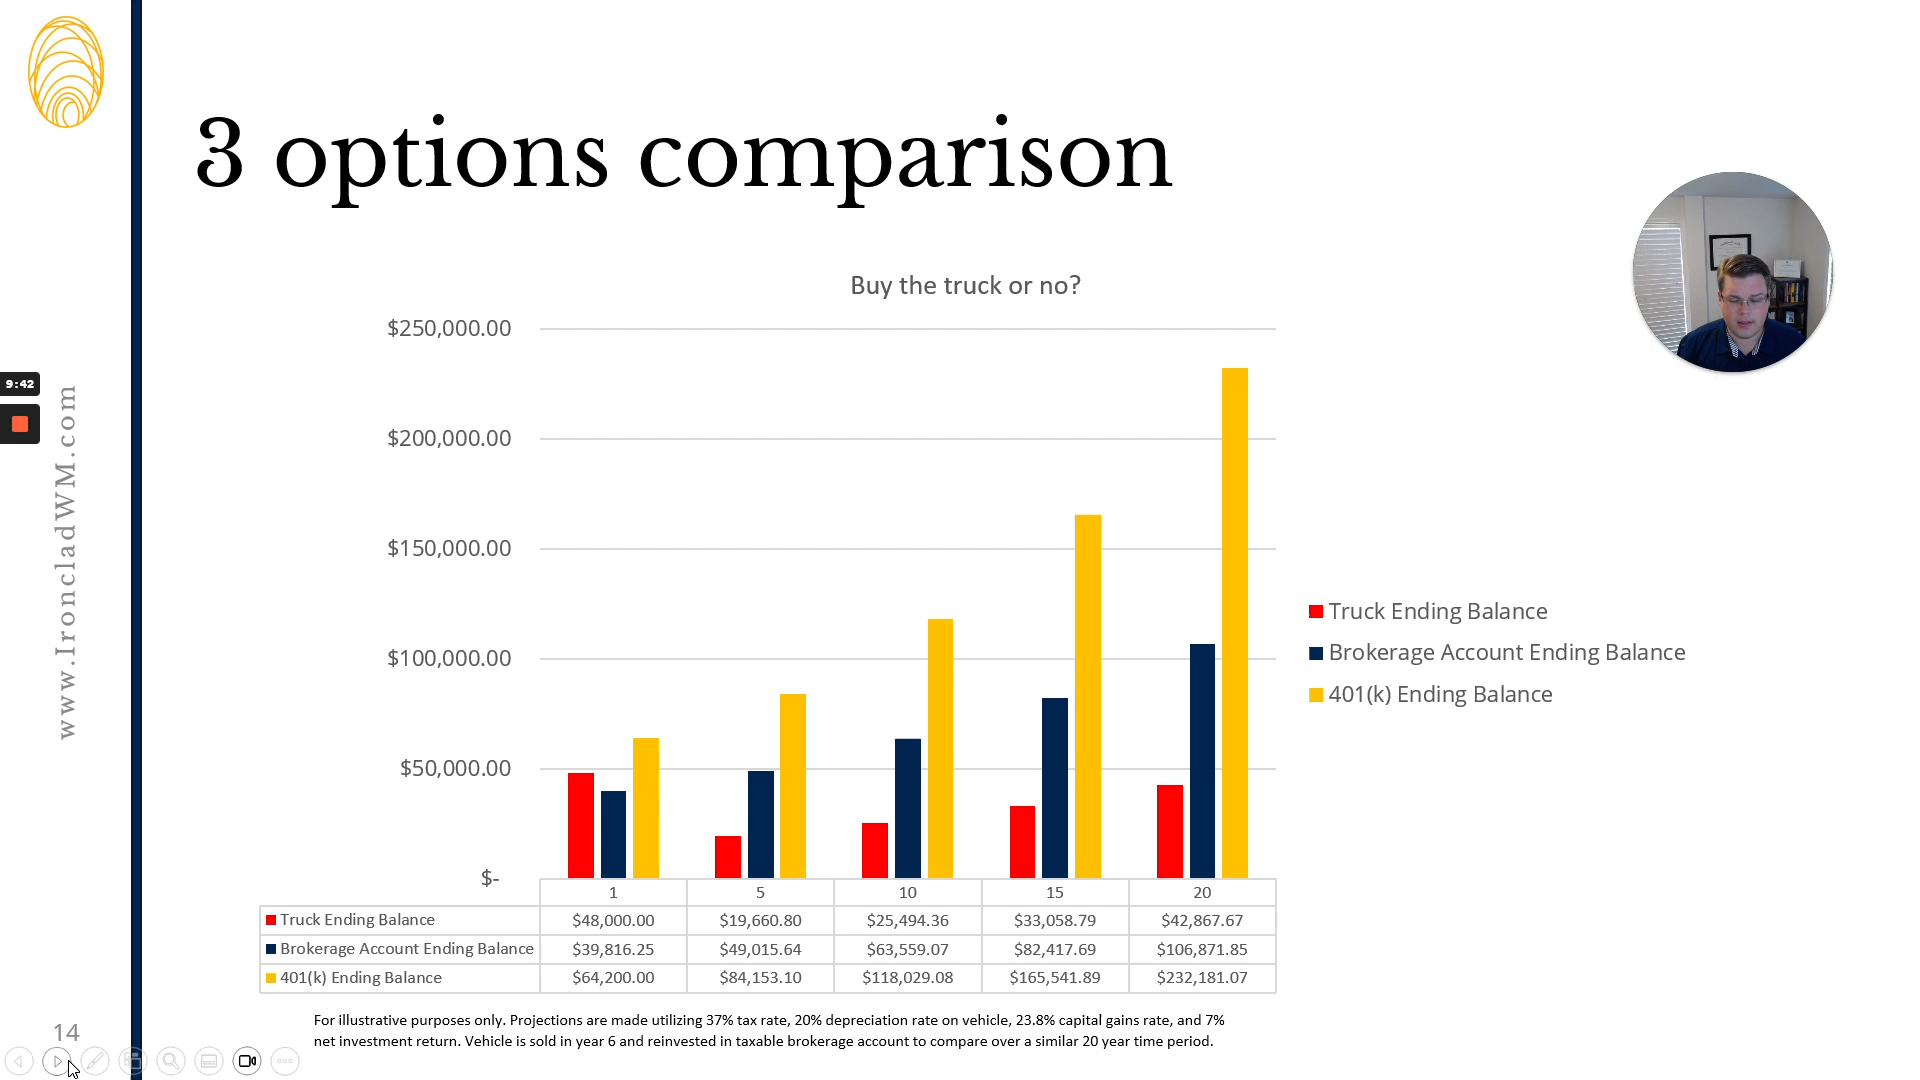 3 options comparison
Buy the truck or no?
$250,000.00
$200,000.00
$150,000.00
$100,000.00
$50,000.00
$-
1 5 10 15 20
Truck Ending Balance $48,000.00 $19,660.80 $25,494.36 $33,058.79 $42,867.67
Brokerage Account Ending Balance $39,816.25 $49,015.64 $63,559.07 $82,417.69 $106,871.85
401(k) Ending Balance $64,200.00 $84,153.10 $118,029.08 $165,541.89 $232,181.07
Truck Ending Balance
Brokerage Account Ending Balance
401(k) Ending Balance
For illustrative purposes only. Projections are made utilizing 37% tax rate, 20% depreciation rate on vehicle, 23.8% capital gains rate, and 7%
net investment return. Vehicle is sold in year 6 and reinvested in taxable brokerage account to compare over a similar 20 year time period.
9:42
www.IroncladWM.com
14